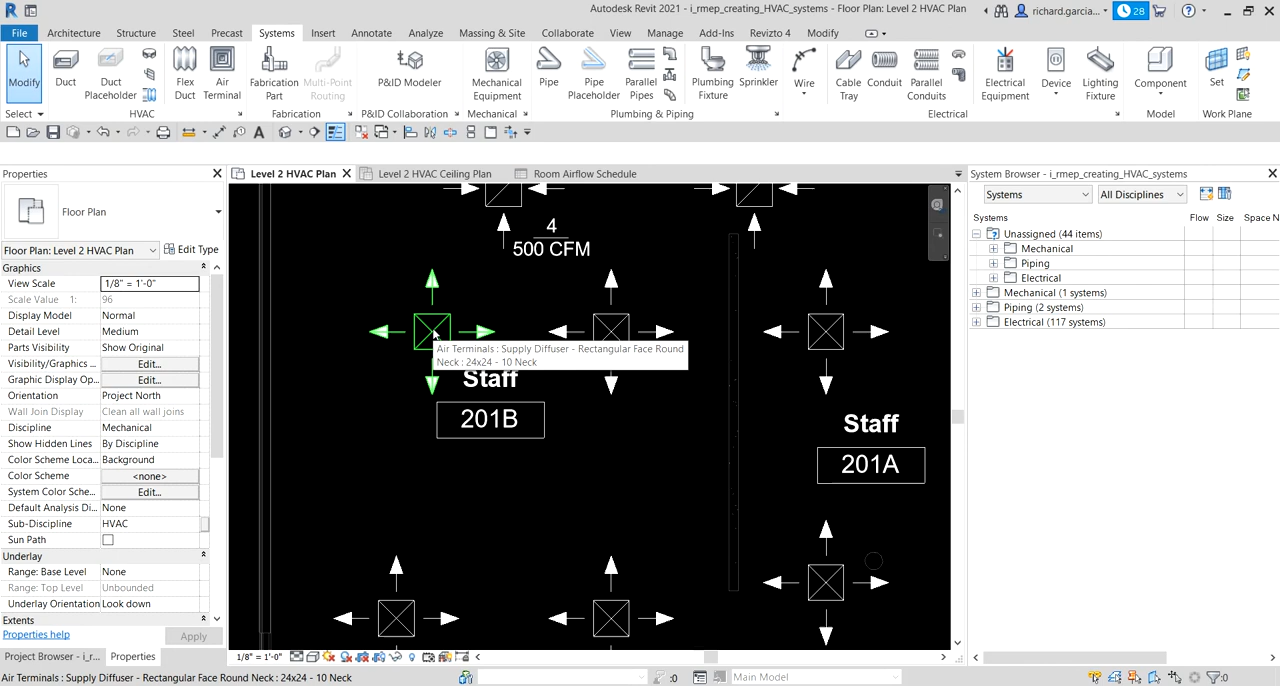 Autodesk Revit 2021 - i_rmep_creating_HVAC_systems - Floor Plan: Level 2 HVAC Plan
richard.garcia...
28
File
Architecture
Structure
Steel
Precast
Systems
Insert
Annotate
Analyze
Massing & Site
Collaborate
View
Manage
Add-Ins
Revizto 4
Modify
Modify
Duct
Duct
Placeholder
Flex
Duct
Air
Terminal
Fabrication
Part
Multi-Point
Routing
P&ID Modeler
Mechanical
Equipment
Pipe
Pipe
Placeholder
Parallel
Pipes
Plumbing
Fixture
Sprinkler
Wire
Cable
Tray
Conduit
Parallel
Conduits
Electrical
Equipment
Device
Lighting
Fixture
Component
Set
Select
HVAC
Fabrication
P&ID Collaboration
Mechanical
Plumbing & Piping
Electrical
Model
Work Plane
Properties
Level 2 HVAC Plan
Level 2 HVAC Ceiling Plan
Room Airflow Schedule
System Browser - i_rmep_creating_HVAC_systems
Floor Plan
Floor Plan: Level 2 HVAC Plan
Edit Type
Graphics
View Scale 1/8" = 1'-0"
Scale Value 1: 96
Display Model Normal
Detail Level Medium
Parts Visibility Show Original
Visibility/Graphics ... Edit...
Graphic Display Op... Edit...
Orientation Project North
Wall Join Display Clean all wall joins
Discipline Mechanical
Show Hidden Lines By Discipline
Color Scheme Loca... Background
Color Scheme <none>
System Color Sche... Edit...
Default Analysis Di... None
Sub-Discipline HVAC
Sun Path
Underlay
Range: Base Level None
Range: Top Level Unbounded
Underlay Orientation Look down
Extents
Properties help
Apply
Project Browser - i_r...
Properties
4
500 CFM
Air Terminals : Supply Diffuser - Rectangular Face Round
Neck : 24x24 - 10 Neck
Staff
201B
Staff
201A
Systems
All Disciplines
Systems
Flow
Size
Space N
Unassigned (44 items)
Mechanical
Piping
Electrical
Mechanical (1 systems)
Piping (2 systems)
Electrical (117 systems)
1/8" = 1'-0"
Air Terminals : Supply Diffuser - Rectangular Face Round Neck : 24x24 - 10 Neck
:0
Main Model
:0